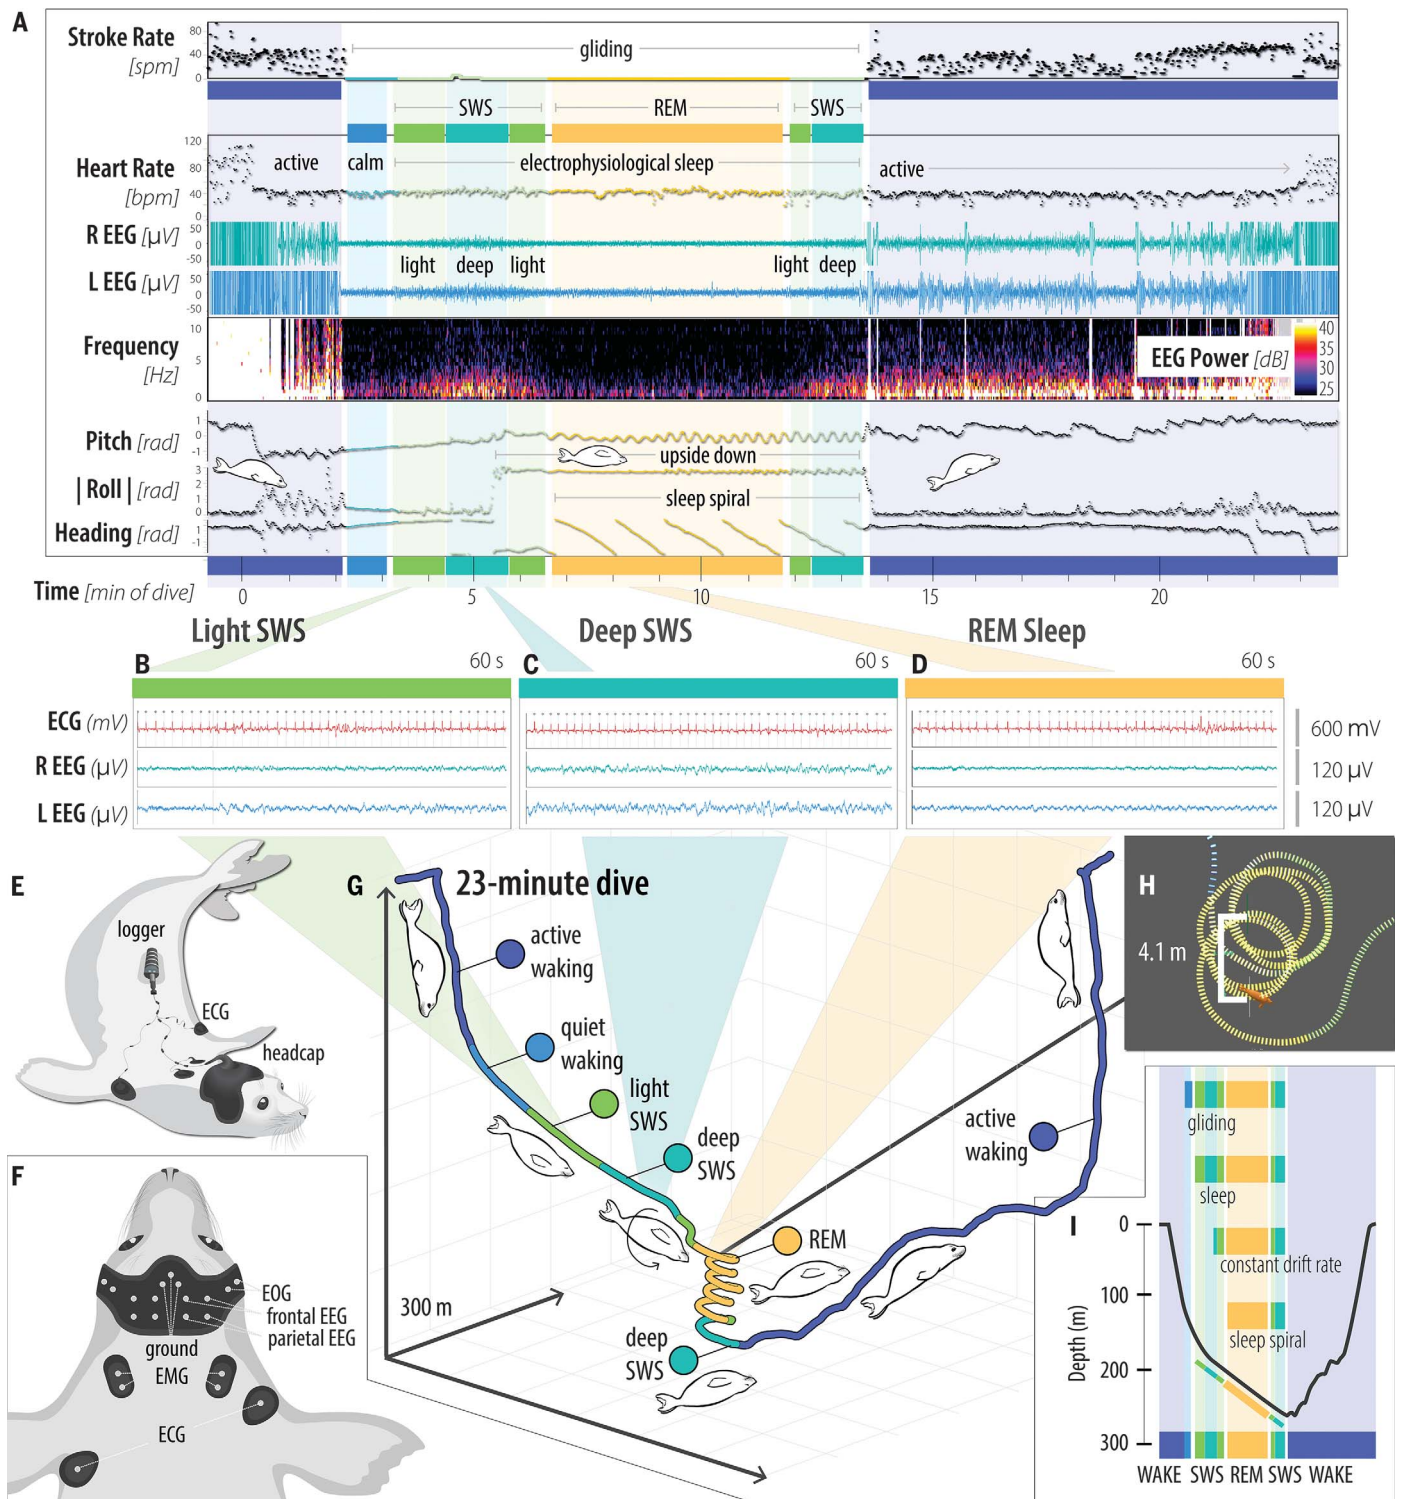 A
Stroke Rate
[spm]
80
40
0
gliding
SWS
REM
SWS
Heart Rate
[bpm]
120
80
40
0
active
calm
electrophysiological sleep
active
R EEG [µV]
50
0
-50
light
deep
light
light
deep
L EEG [µV]
50
0
-50
Frequency
[Hz]
10
5
0
EEG Power [dB]
40
35
30
25
Pitch [rad]
1
0
-1
upside down
| Roll | [rad]
3
2
1
0
sleep spiral
Heading [rad]
1
-1
Time [min of dive]
0
5
10
15
20
Light SWS
Deep SWS
REM Sleep
B
60 s
C
60 s
D
60 s
ECG (mV)
600 mV
R EEG (µV)
120 µV
L EEG (µV)
120 µV
E
logger
ECG
headcap
F
EOG
frontal EEG
parietal EEG
ground
EMG
ECG
G
23-minute dive
active
waking
quiet
waking
light
SWS
deep
SWS
REM
deep
SWS
active
waking
300 m
H
4.1 m
I
gliding
sleep
constant drift rate
sleep spiral
Depth (m)
0
100
200
300
WAKE
SWS
REM
SWS
WAKE